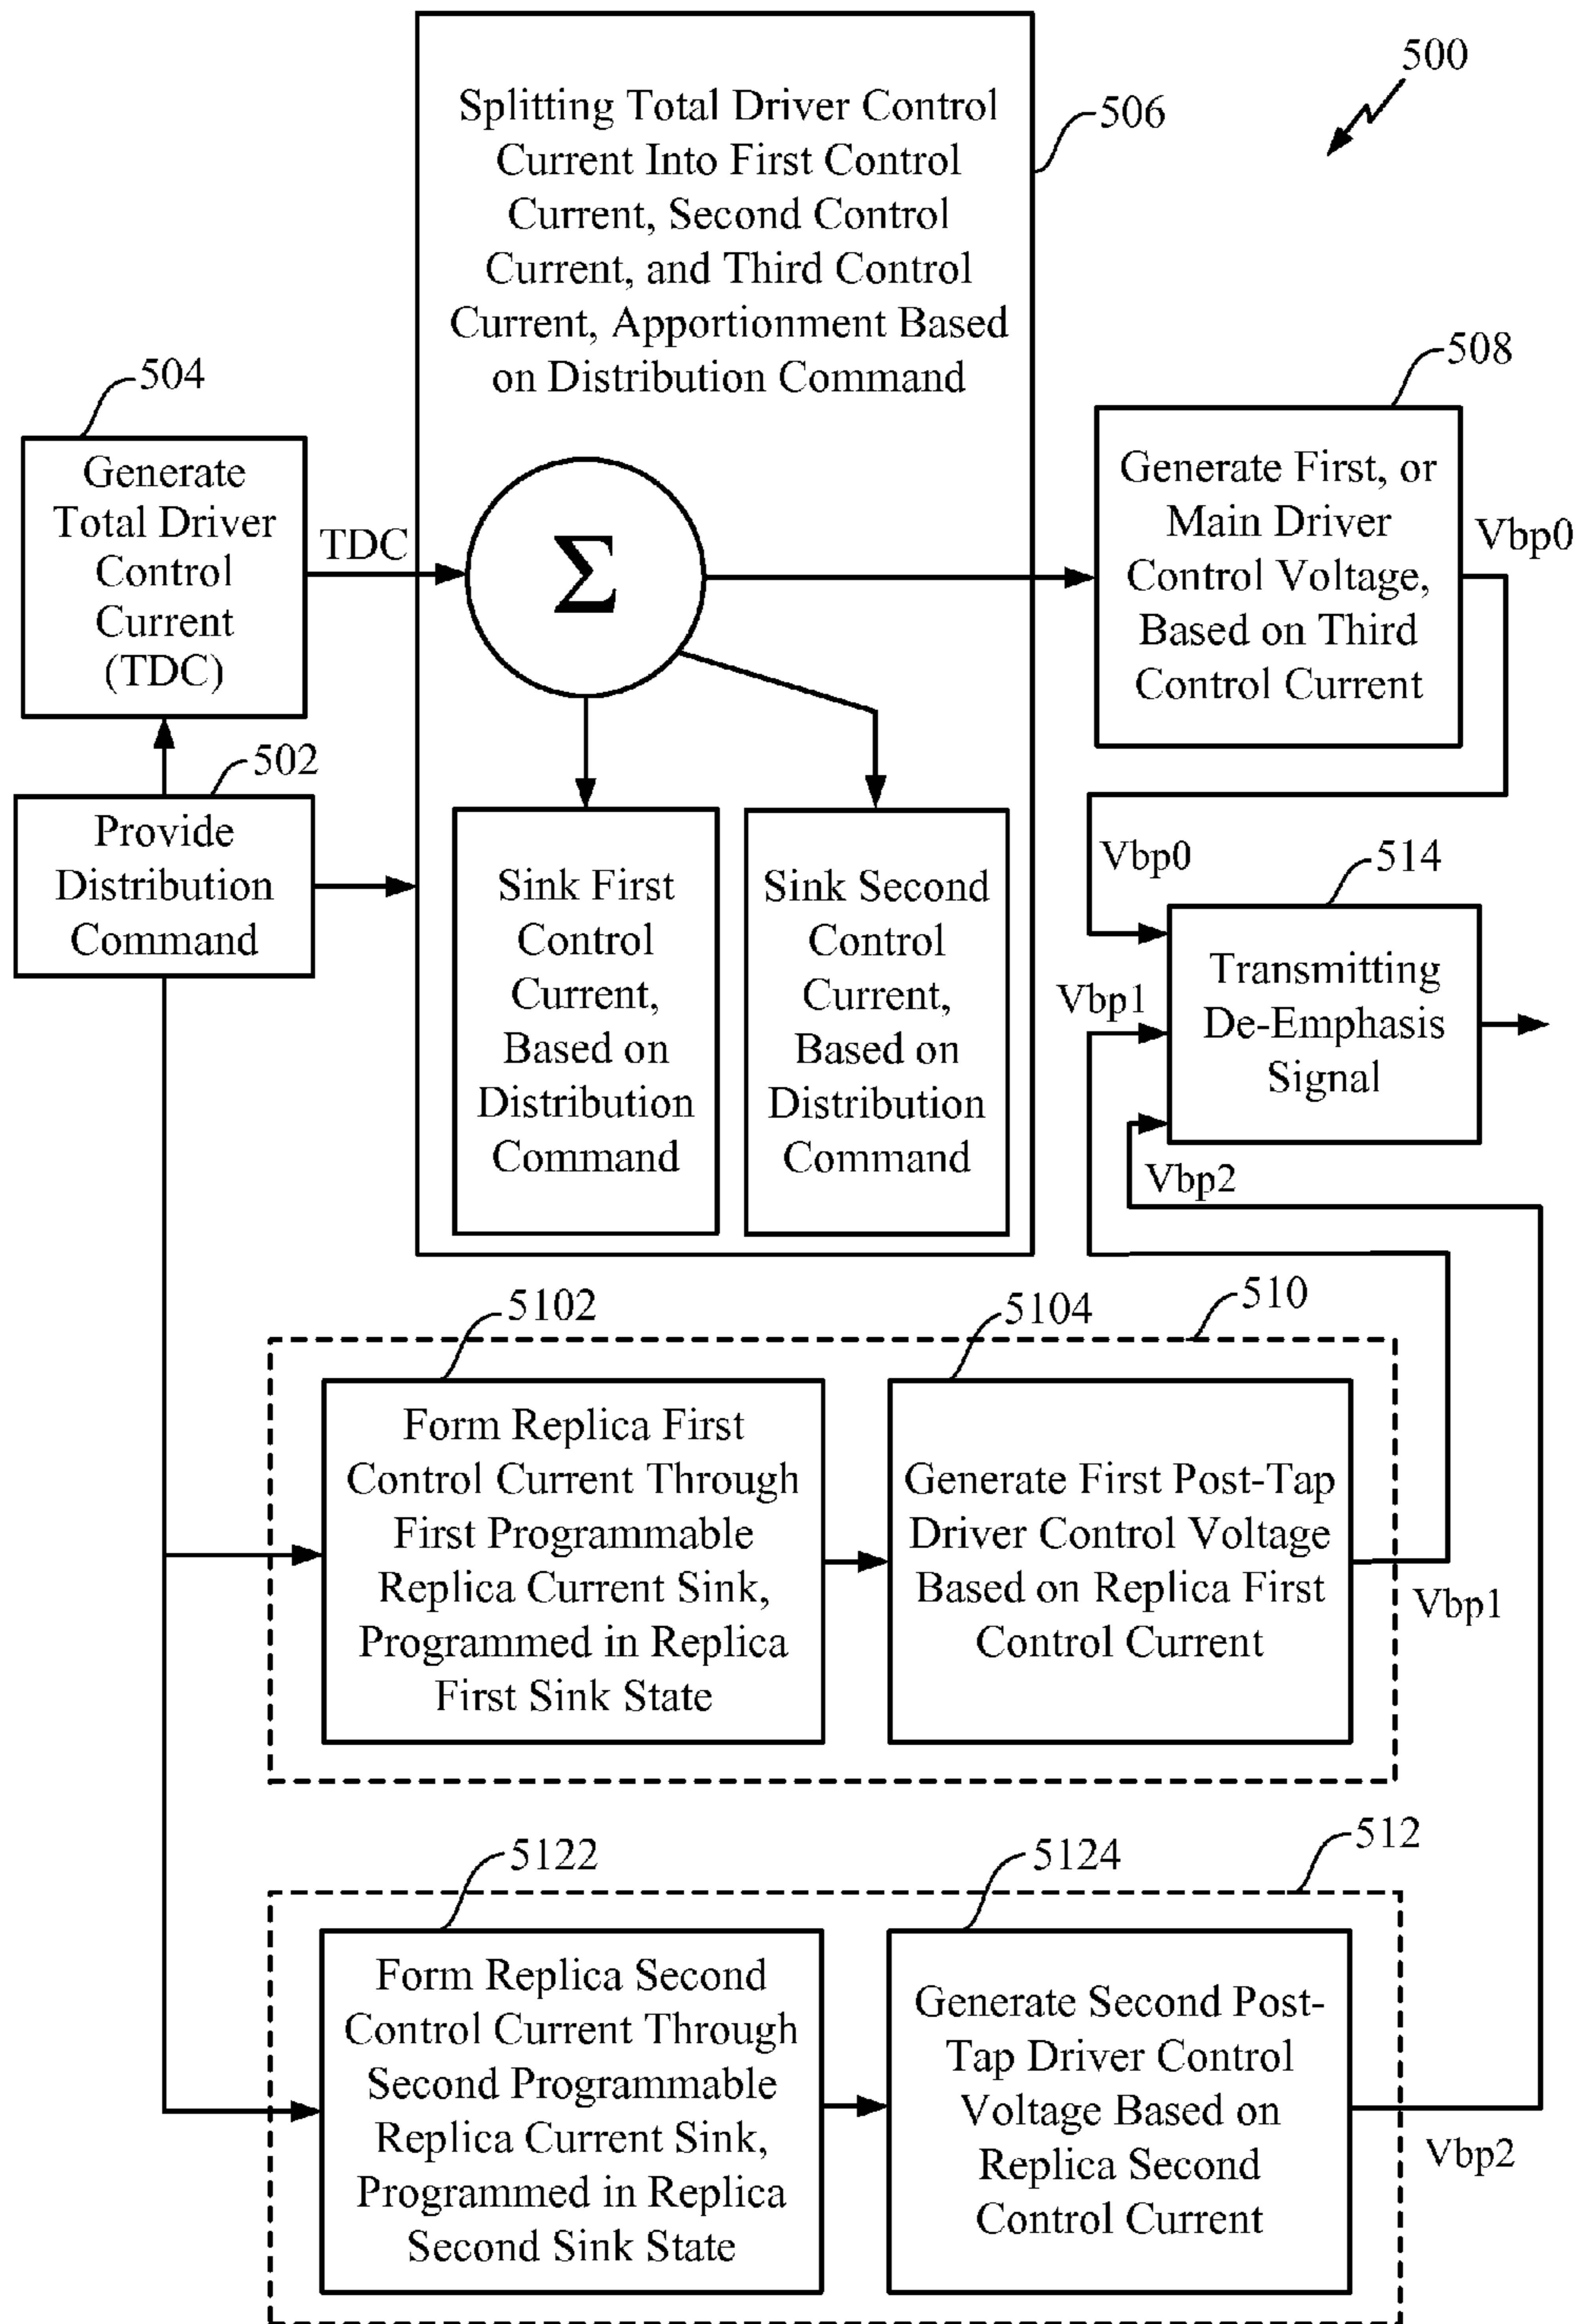 500
Splitting Total Driver Control
Current Into First Control
Current, Second Control
Current, and Third Control
Current, Apportionment Based
on Distribution Command
506
504
Generate
Total Driver
Control
Current
(TDC)
TDC
Σ
508
Generate First, or
Main Driver
Control Voltage,
Based on Third
Control Current
Vbp0
502
Provide
Distribution
Command
Sink First
Control
Current,
Based on
Distribution
Command
Sink Second
Control
Current,
Based on
Distribution
Command
Vbp0
514
Vbp1
Transmitting
De-Emphasis
Signal
Vbp2
510
5102
Form Replica First
Control Current Through
First Programmable
Replica Current Sink,
Programmed in Replica
First Sink State
5104
Generate First Post-Tap
Driver Control Voltage
Based on Replica First
Control Current
Vbp1
512
5122
Form Replica Second
Control Current Through
Second Programmable
Replica Current Sink,
Programmed in Replica
Second Sink State
5124
Generate Second Post-
Tap Driver Control
Voltage Based on
Replica Second
Control Current
Vbp2